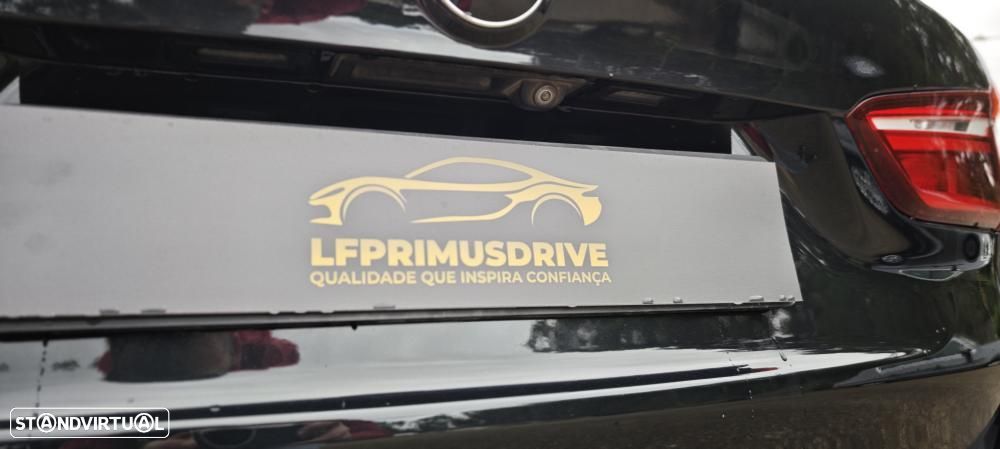 LFPRIMUSDRIVE
QUALIDADE QUE INSPIRA CONFIANÇA
STANDVIRTUAL